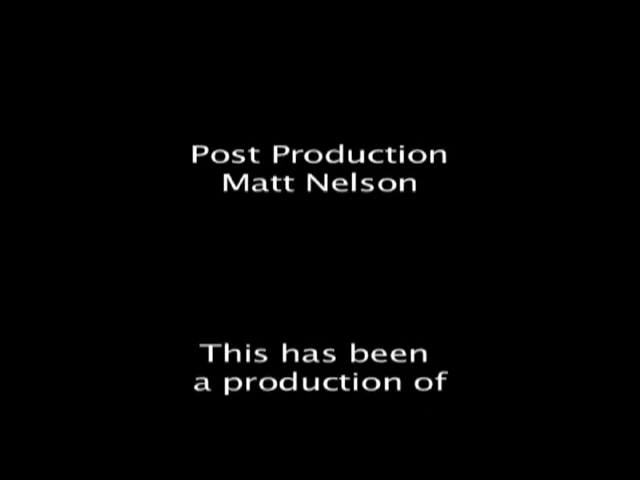 Post Production
Matt Nelson
This has been
a production of